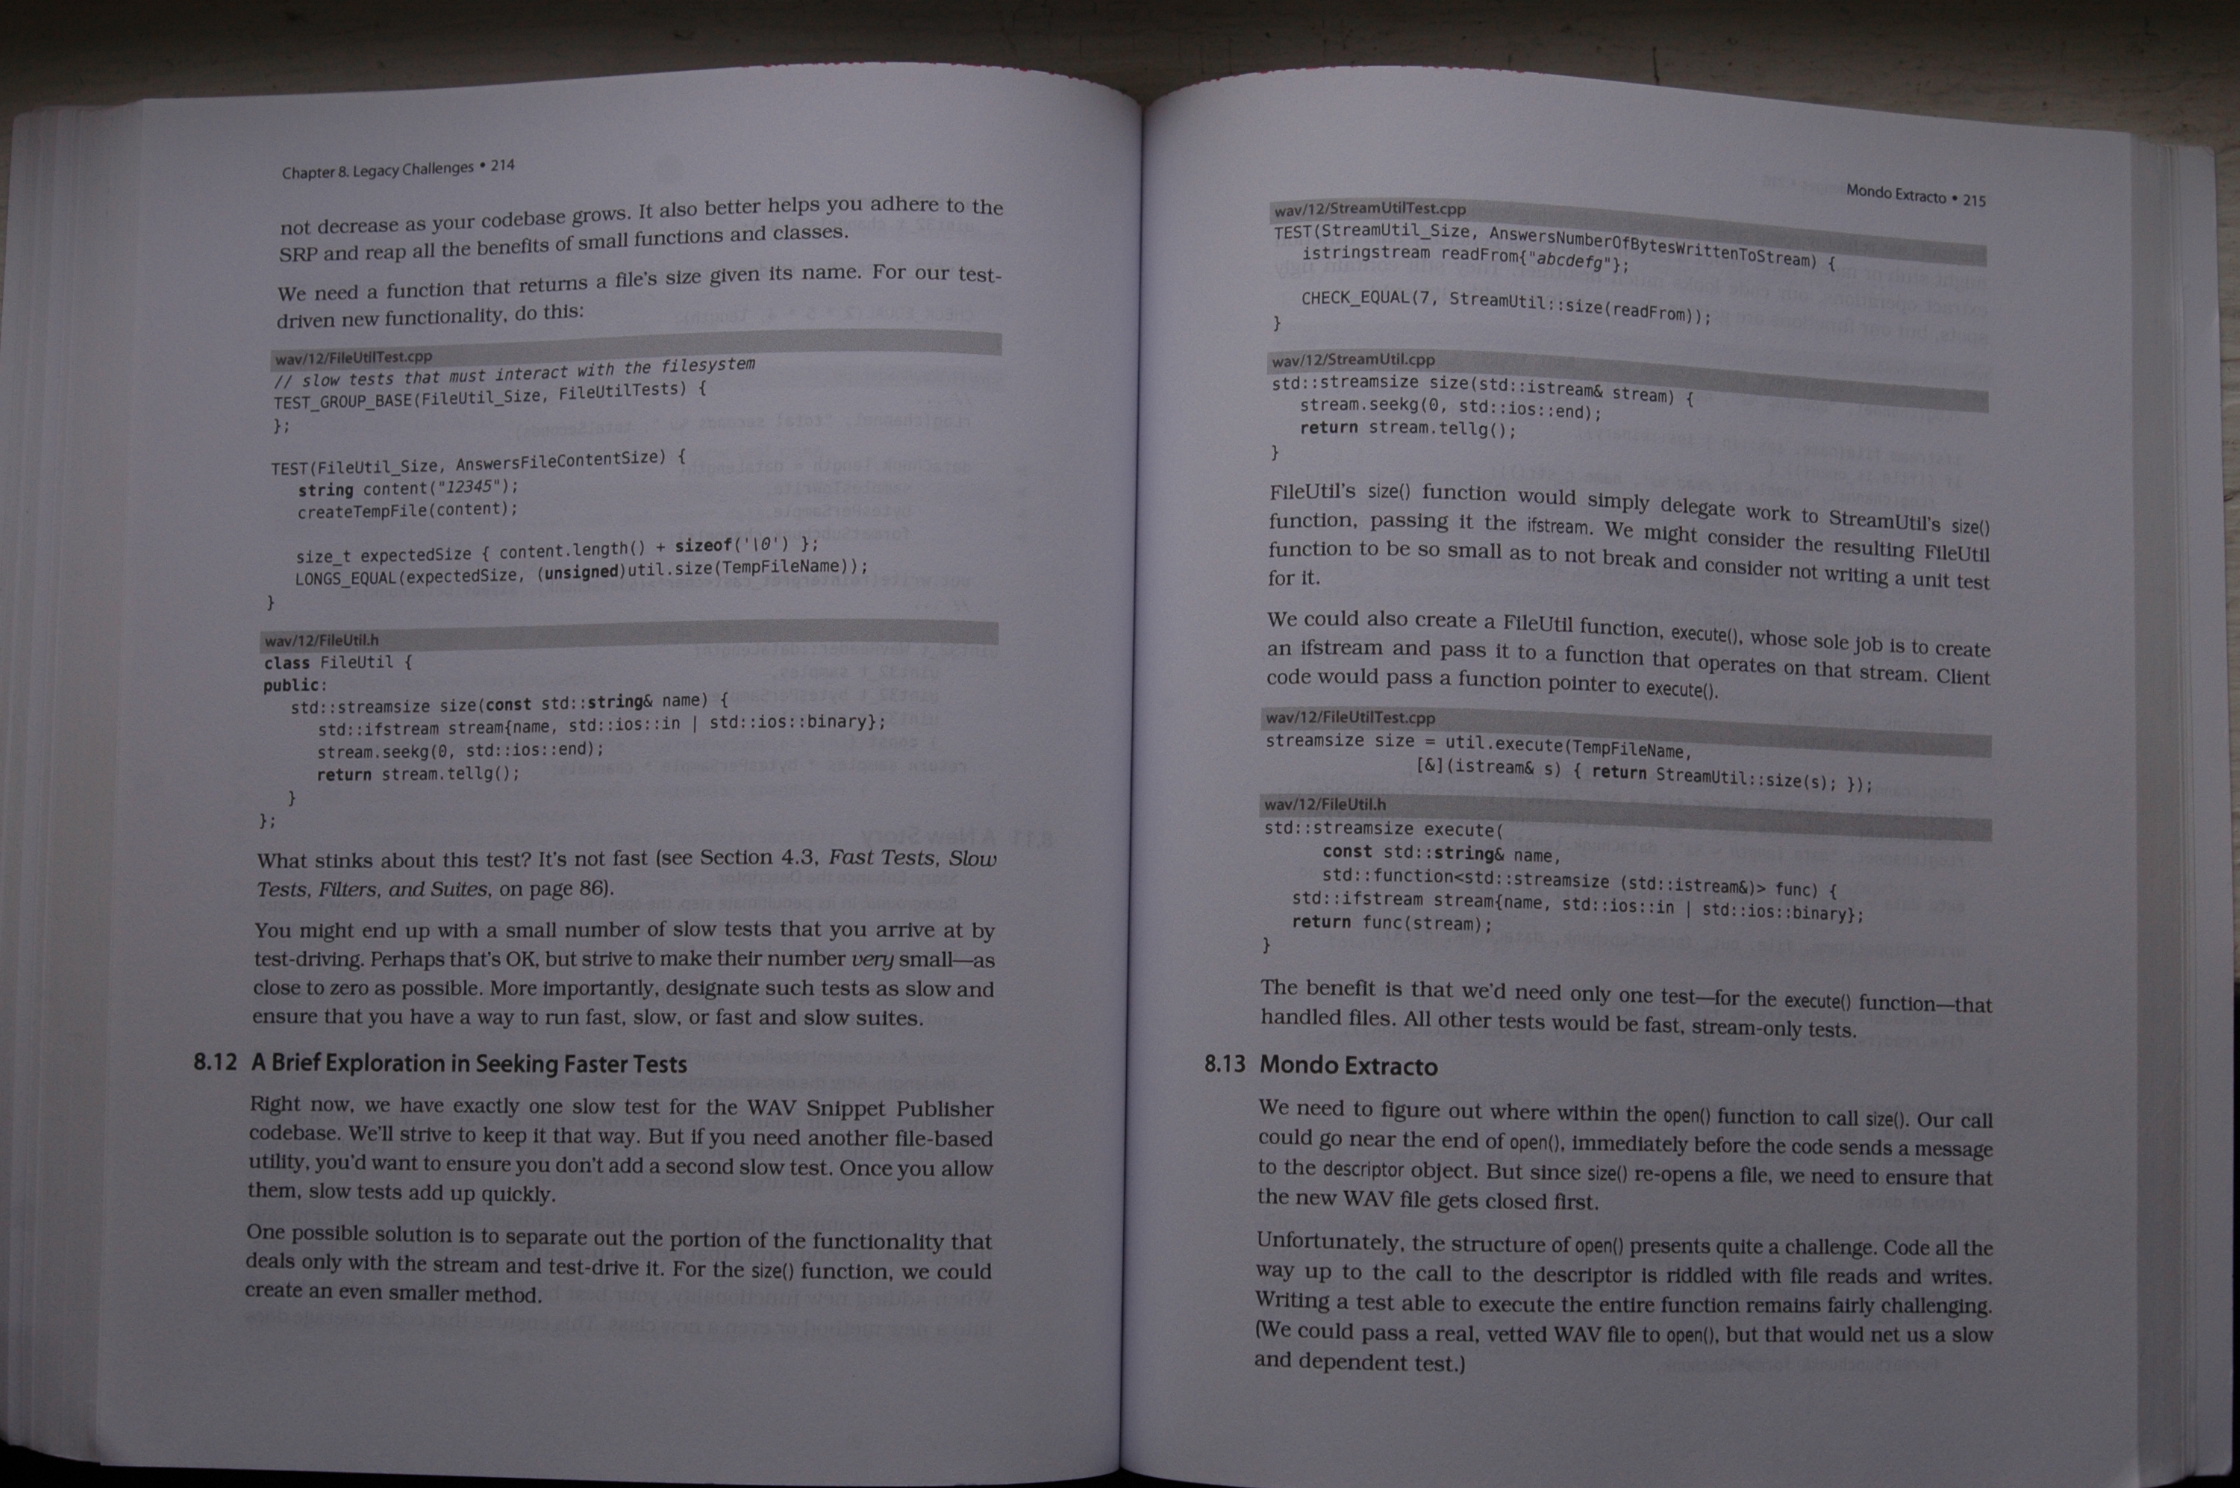 Chapter 8. Legacy Challenges • 214
not decrease as your codebase grows. It also better helps you adhere to the
SRP and reap all the benefits of small functions and classes.
We need a function that returns a file's size given its name. For our test-
driven new functionality, do this:
wav/12/FileUtilTest.cpp
// slow tests that must interact with the filesystem
TEST_GROUP_BASE(FileUtil_Size, FileUtilTests) {
};
TEST(FileUtil_Size, AnswersFileContentSize) {
string content("12345");
createTempFile(content);
size_t expectedSize { content.length() + sizeof('\0') };
LONGS_EQUAL(expectedSize, (unsigned)util.size(TempFileName));
}
wav/12/FileUtil.h
class FileUtil {
public:
std::streamsize size(const std::string& name) {
std::ifstream stream{name, std::ios::in | std::ios::binary};
stream.seekg(0, std::ios::end);
return stream.tellg();
}
};
What stinks about this test? It's not fast (see Section 4.3, Fast Tests, Slow
Tests, Filters, and Suites, on page 86).
You might end up with a small number of slow tests that you arrive at by
test-driving. Perhaps that's OK, but strive to make their number very small—as
close to zero as possible. More importantly, designate such tests as slow and
ensure that you have a way to run fast, slow, or fast and slow suites.
8.12 A Brief Exploration in Seeking Faster Tests
Right now, we have exactly one slow test for the WAV Snippet Publisher
codebase. We'll strive to keep it that way. But if you need another file-based
utility, you'd want to ensure you don't add a second slow test. Once you allow
them, slow tests add up quickly.
One possible solution is to separate out the portion of the functionality that
deals only with the stream and test-drive it. For the size() function, we could
create an even smaller method.
Mondo Extracto • 215
wav/12/StreamUtilTest.cpp
TEST(StreamUtil_Size, AnswersNumberOfBytesWrittenToStream) {
istringstream readFrom{"abcdefg"};
CHECK_EQUAL(7, StreamUtil::size(readFrom));
}
wav/12/StreamUtil.cpp
std::streamsize size(std::istream& stream) {
stream.seekg(0, std::ios::end);
return stream.tellg();
}
FileUtil's size() function would simply delegate work to StreamUtil's size()
function, passing it the ifstream. We might consider the resulting FileUtil
function to be so small as to not break and consider not writing a unit test
for it.
We could also create a FileUtil function, execute(), whose sole job is to create
an ifstream and pass it to a function that operates on that stream. Client
code would pass a function pointer to execute().
wav/12/FileUtilTest.cpp
streamsize size = util.execute(TempFileName,
[&](istream& s) { return StreamUtil::size(s); });
wav/12/FileUtil.h
std::streamsize execute(
const std::string& name,
std::function<std::streamsize (std::istream&)> func) {
std::ifstream stream{name, std::ios::in | std::ios::binary};
return func(stream);
}
The benefit is that we'd need only one test—for the execute() function—that
handled files. All other tests would be fast, stream-only tests.
8.13 Mondo Extracto
We need to figure out where within the open() function to call size(). Our call
could go near the end of open(), immediately before the code sends a message
to the descriptor object. But since size() re-opens a file, we need to ensure that
the new WAV file gets closed first.
Unfortunately, the structure of open() presents quite a challenge. Code all the
way up to the call to the descriptor is riddled with file reads and writes.
Writing a test able to execute the entire function remains fairly challenging.
(We could pass a real, vetted WAV file to open(), but that would net us a slow
and dependent test.)